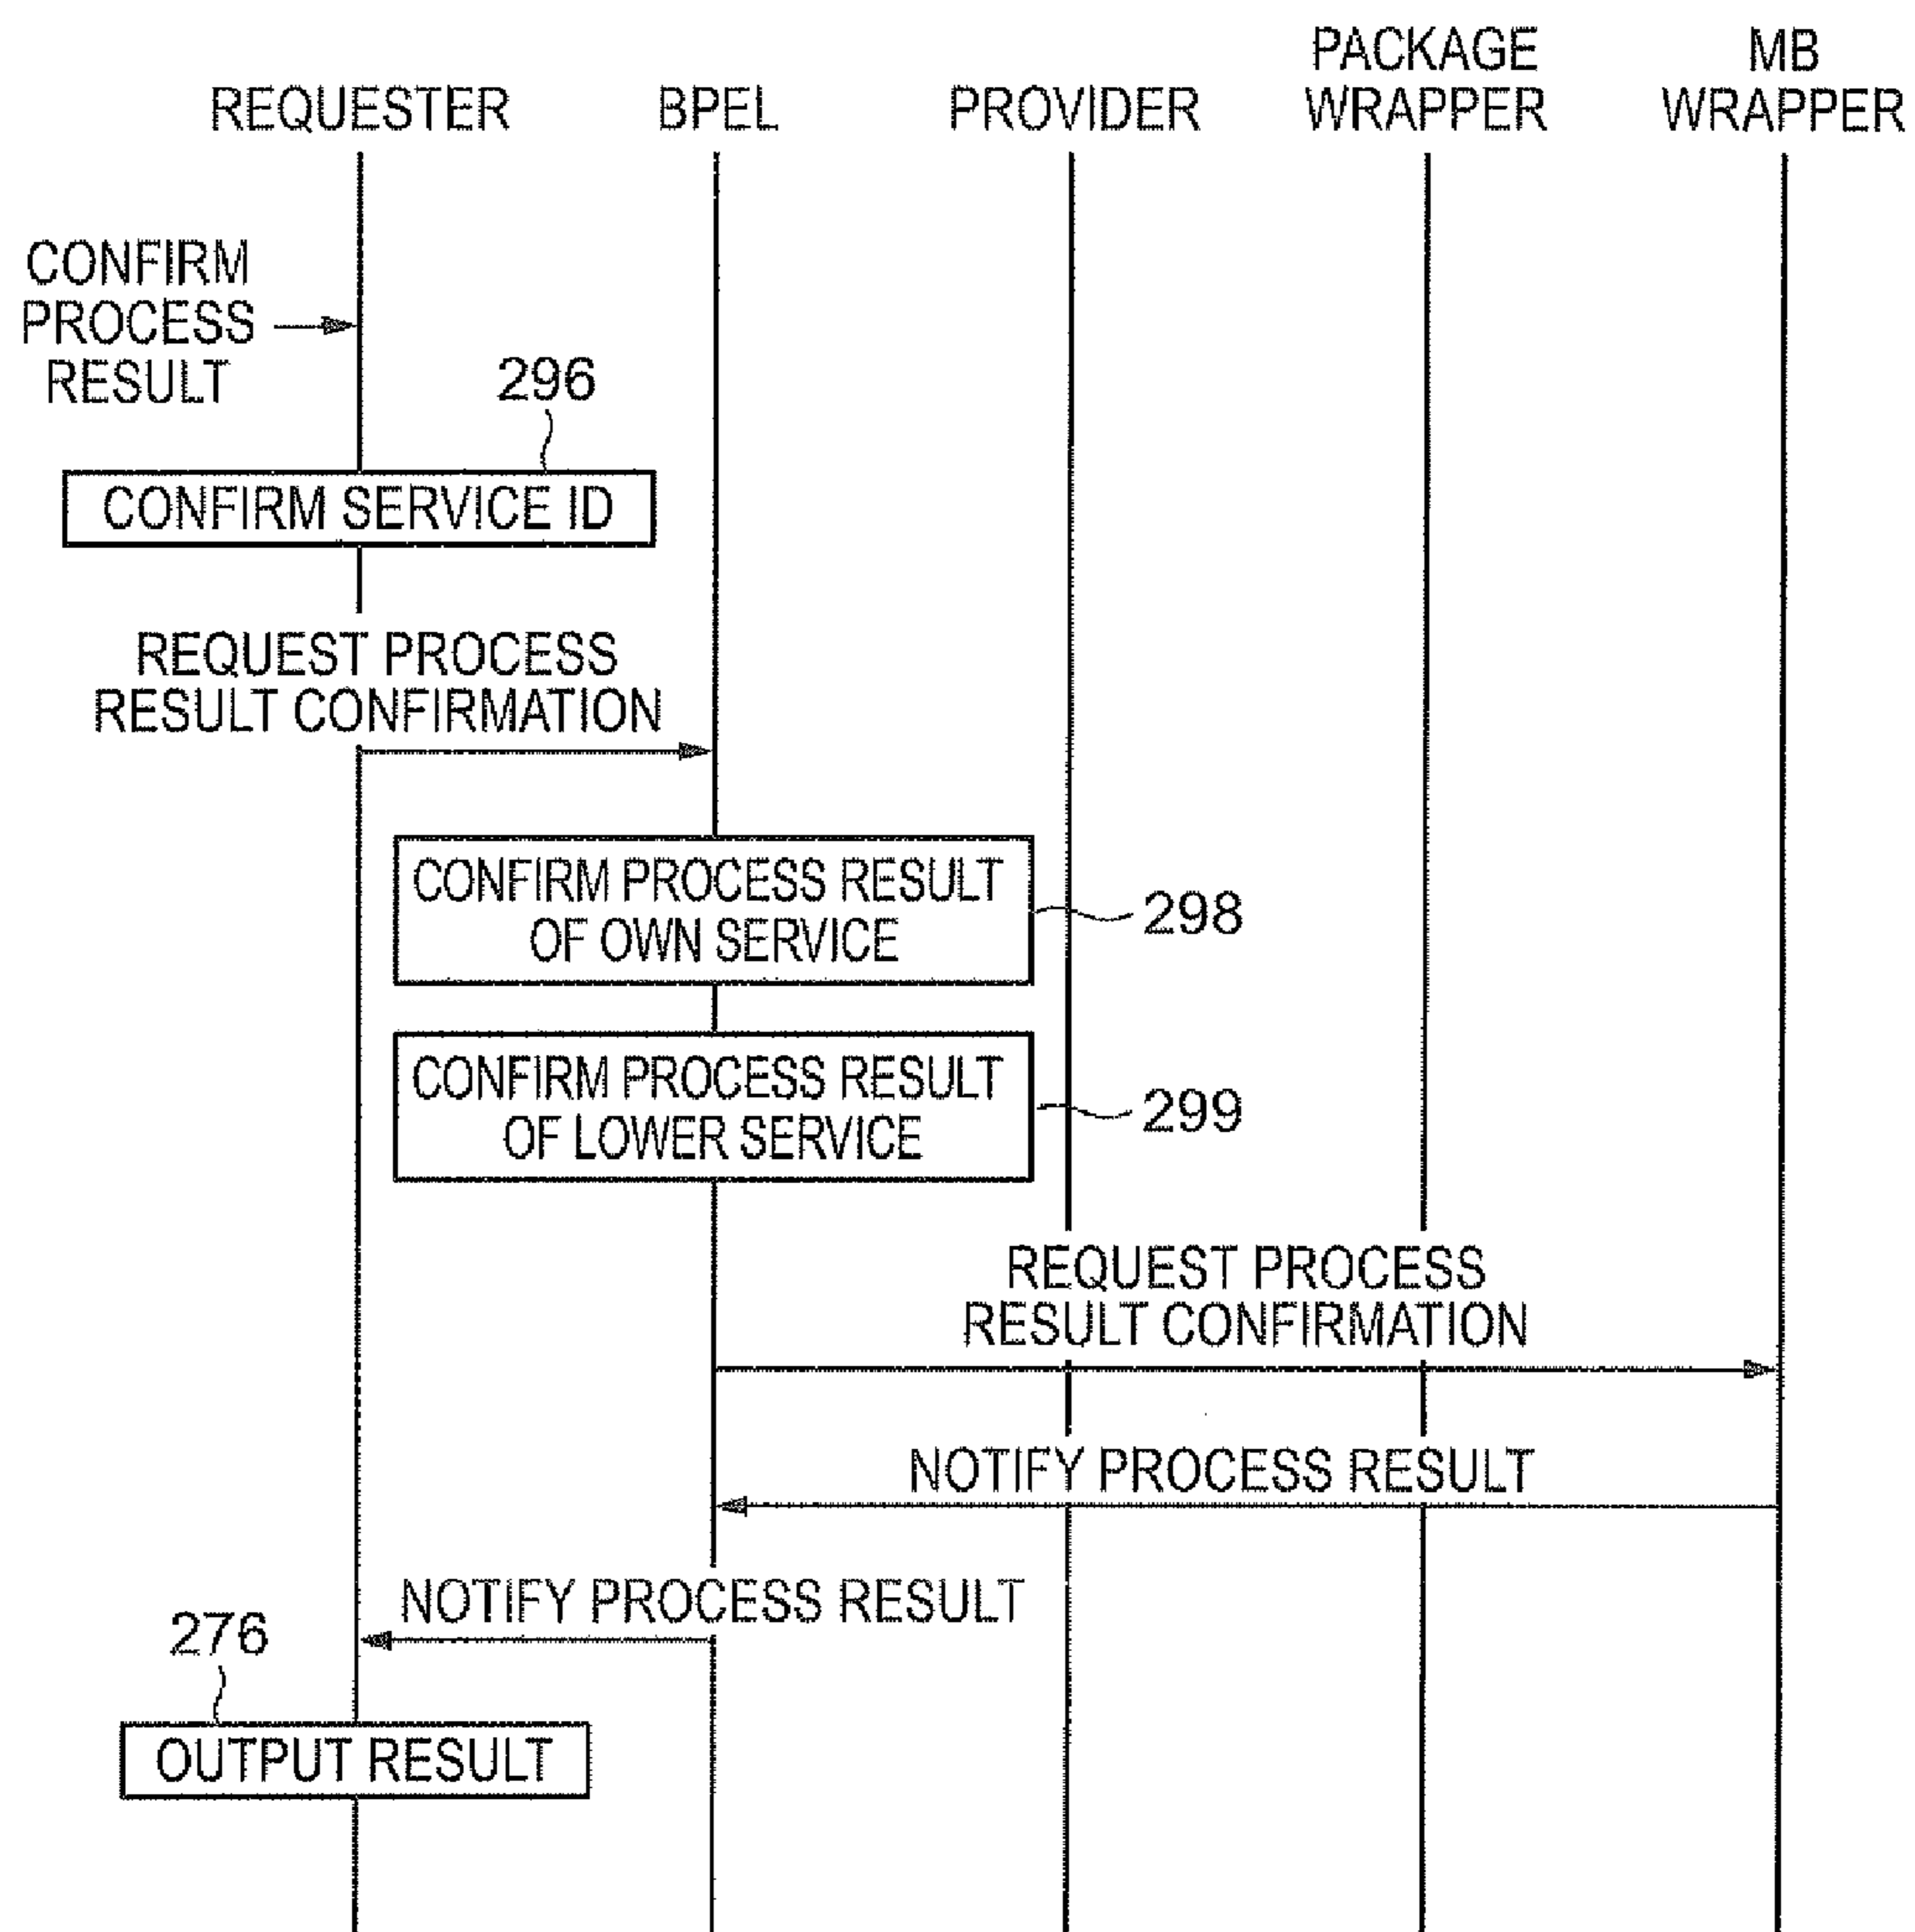 REQUESTER
BPEL
PROVIDER
PACKAGE
WRAPPER
MB
WRAPPER
CONFIRM
PROCESS
RESULT
296
CONFIRM SERVICE ID
REQUEST PROCESS
RESULT CONFIRMATION
CONFIRM PROCESS RESULT
OF OWN SERVICE
298
CONFIRM PROCESS RESULT
OF LOWER SERVICE
299
REQUEST PROCESS
RESULT CONFIRMATION
NOTIFY PROCESS RESULT
NOTIFY PROCESS RESULT
276
OUTPUT RESULT